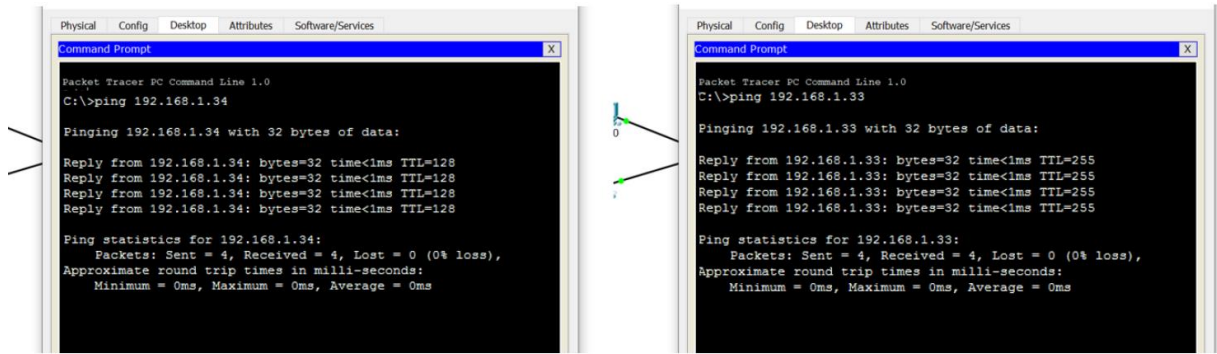 Physical Config Desktop Attributes Software/Services
Command Prompt X
Packet Tracer PC Command Line 1.0
C:\>ping 192.168.1.34
Pinging 192.168.1.34 with 32 bytes of data:
Reply from 192.168.1.34: bytes=32 time<1ms TTL=128
Reply from 192.168.1.34: bytes=32 time<1ms TTL=128
Reply from 192.168.1.34: bytes=32 time<1ms TTL=128
Reply from 192.168.1.34: bytes=32 time<1ms TTL=128
Ping statistics for 192.168.1.34:
Packets: Sent = 4, Received = 4, Lost = 0 (0% loss),
Approximate round trip times in milli-seconds:
Minimum = 0ms, Maximum = 0ms, Average = 0ms
Physical Config Desktop Attributes Software/Services
Command Prompt X
Packet Tracer PC Command Line 1.0
C:\>ping 192.168.1.33
Pinging 192.168.1.33 with 32 bytes of data:
Reply from 192.168.1.33: bytes=32 time<1ms TTL=255
Reply from 192.168.1.33: bytes=32 time<1ms TTL=255
Reply from 192.168.1.33: bytes=32 time<1ms TTL=255
Reply from 192.168.1.33: bytes=32 time<1ms TTL=255
Ping statistics for 192.168.1.33:
Packets: Sent = 4, Received = 4, Lost = 0 (0% loss),
Approximate round trip times in milli-seconds:
Minimum = 0ms, Maximum = 0ms, Average = 0ms